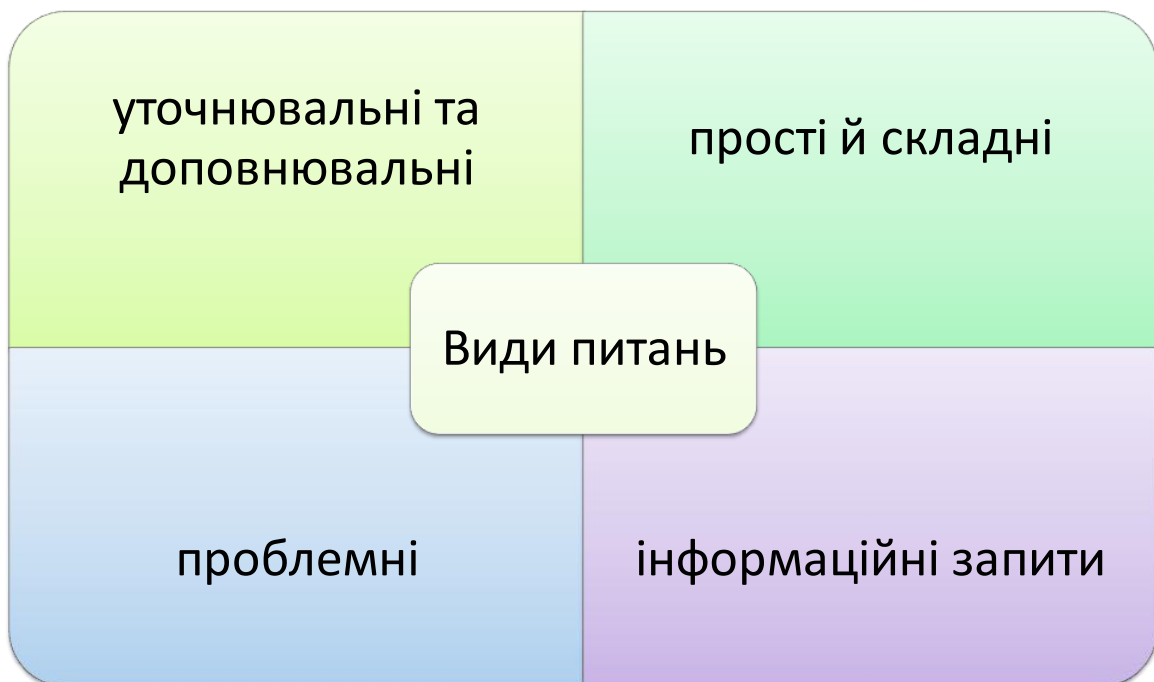 уточнювальні та
доповнювальні
прості й складні
Види питань
проблемні
інформаційні запити